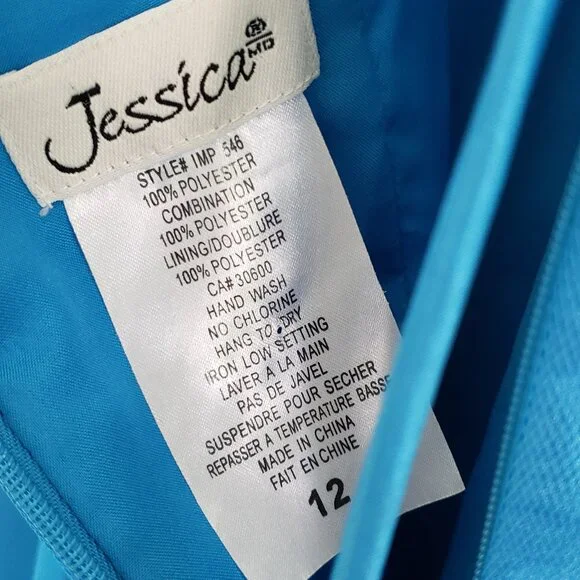 Jessica ® MD
STYLE# IMP 546
100% POLYESTER
COMBINATION
100% POLYESTER
LINING/DOUBLURE
100% POLYESTER
CA# 30600
HAND WASH
NO CHLORINE
HANG TO DRY
IRON LOW SETTING
LAVER A LA MAIN
PAS DE JAVEL
SUSPENDRE POUR SECHER
REPASSER A TEMPERATURE BASSE
MADE IN CHINA
FAIT EN CHINE
12